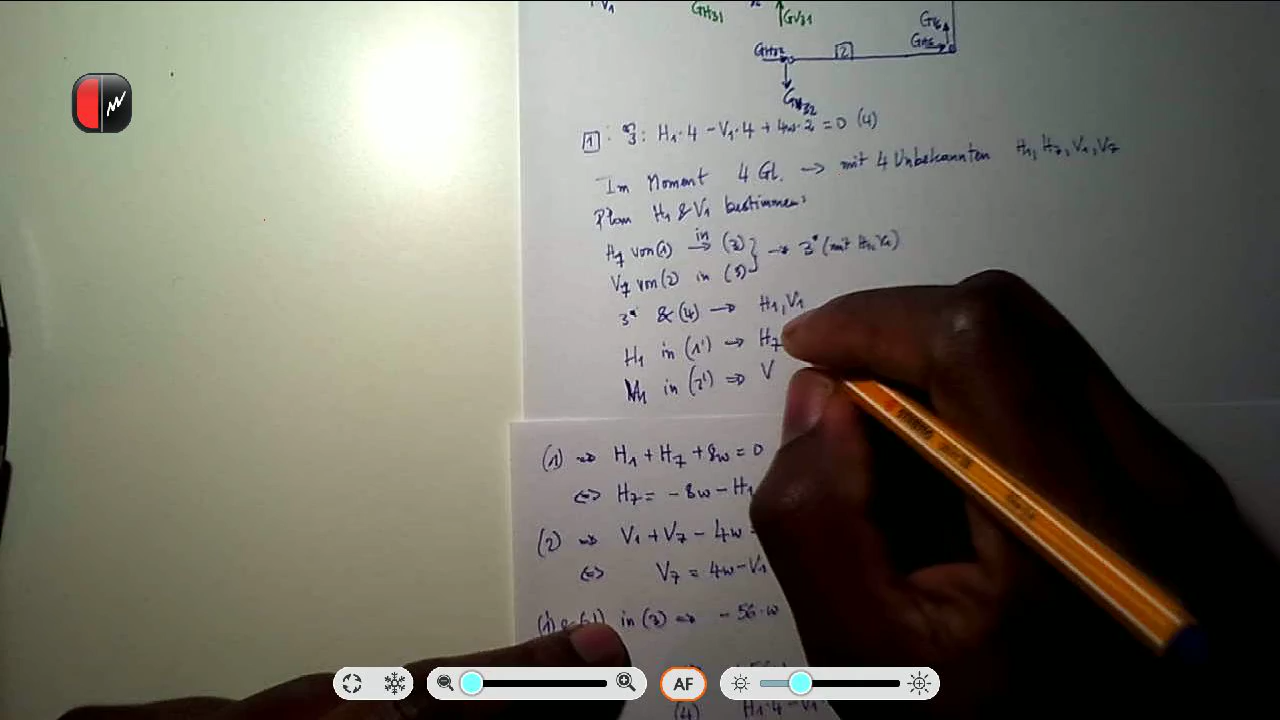 V1
GH31
GV31
GV6
GH6
2
GV32
1 : 3: H1·4 - V1·4 + 4w·2 = 0 (4)
Im Moment 4 Gl. → mit 4 Unbekannten H1, H7, V1, V7
Plan H1 & V1 bestimmen:
H7 von (1) in → (3) } → 3* (mit H1, V1)
V7 von (2) in (3)
3* & (4) → H1, V1
H1 in (1') → H7
V1 in (2') ⇒ V
(1) ⇒ H1 + H7 + 8w = 0
⇔ H7 = - 8w - H1
(2) ⇒ V1 + V7 - 4w
⇔ V7 = 4w - V1
in (3) ⇒ - 56·w
(4) H1·4 - V1
AF